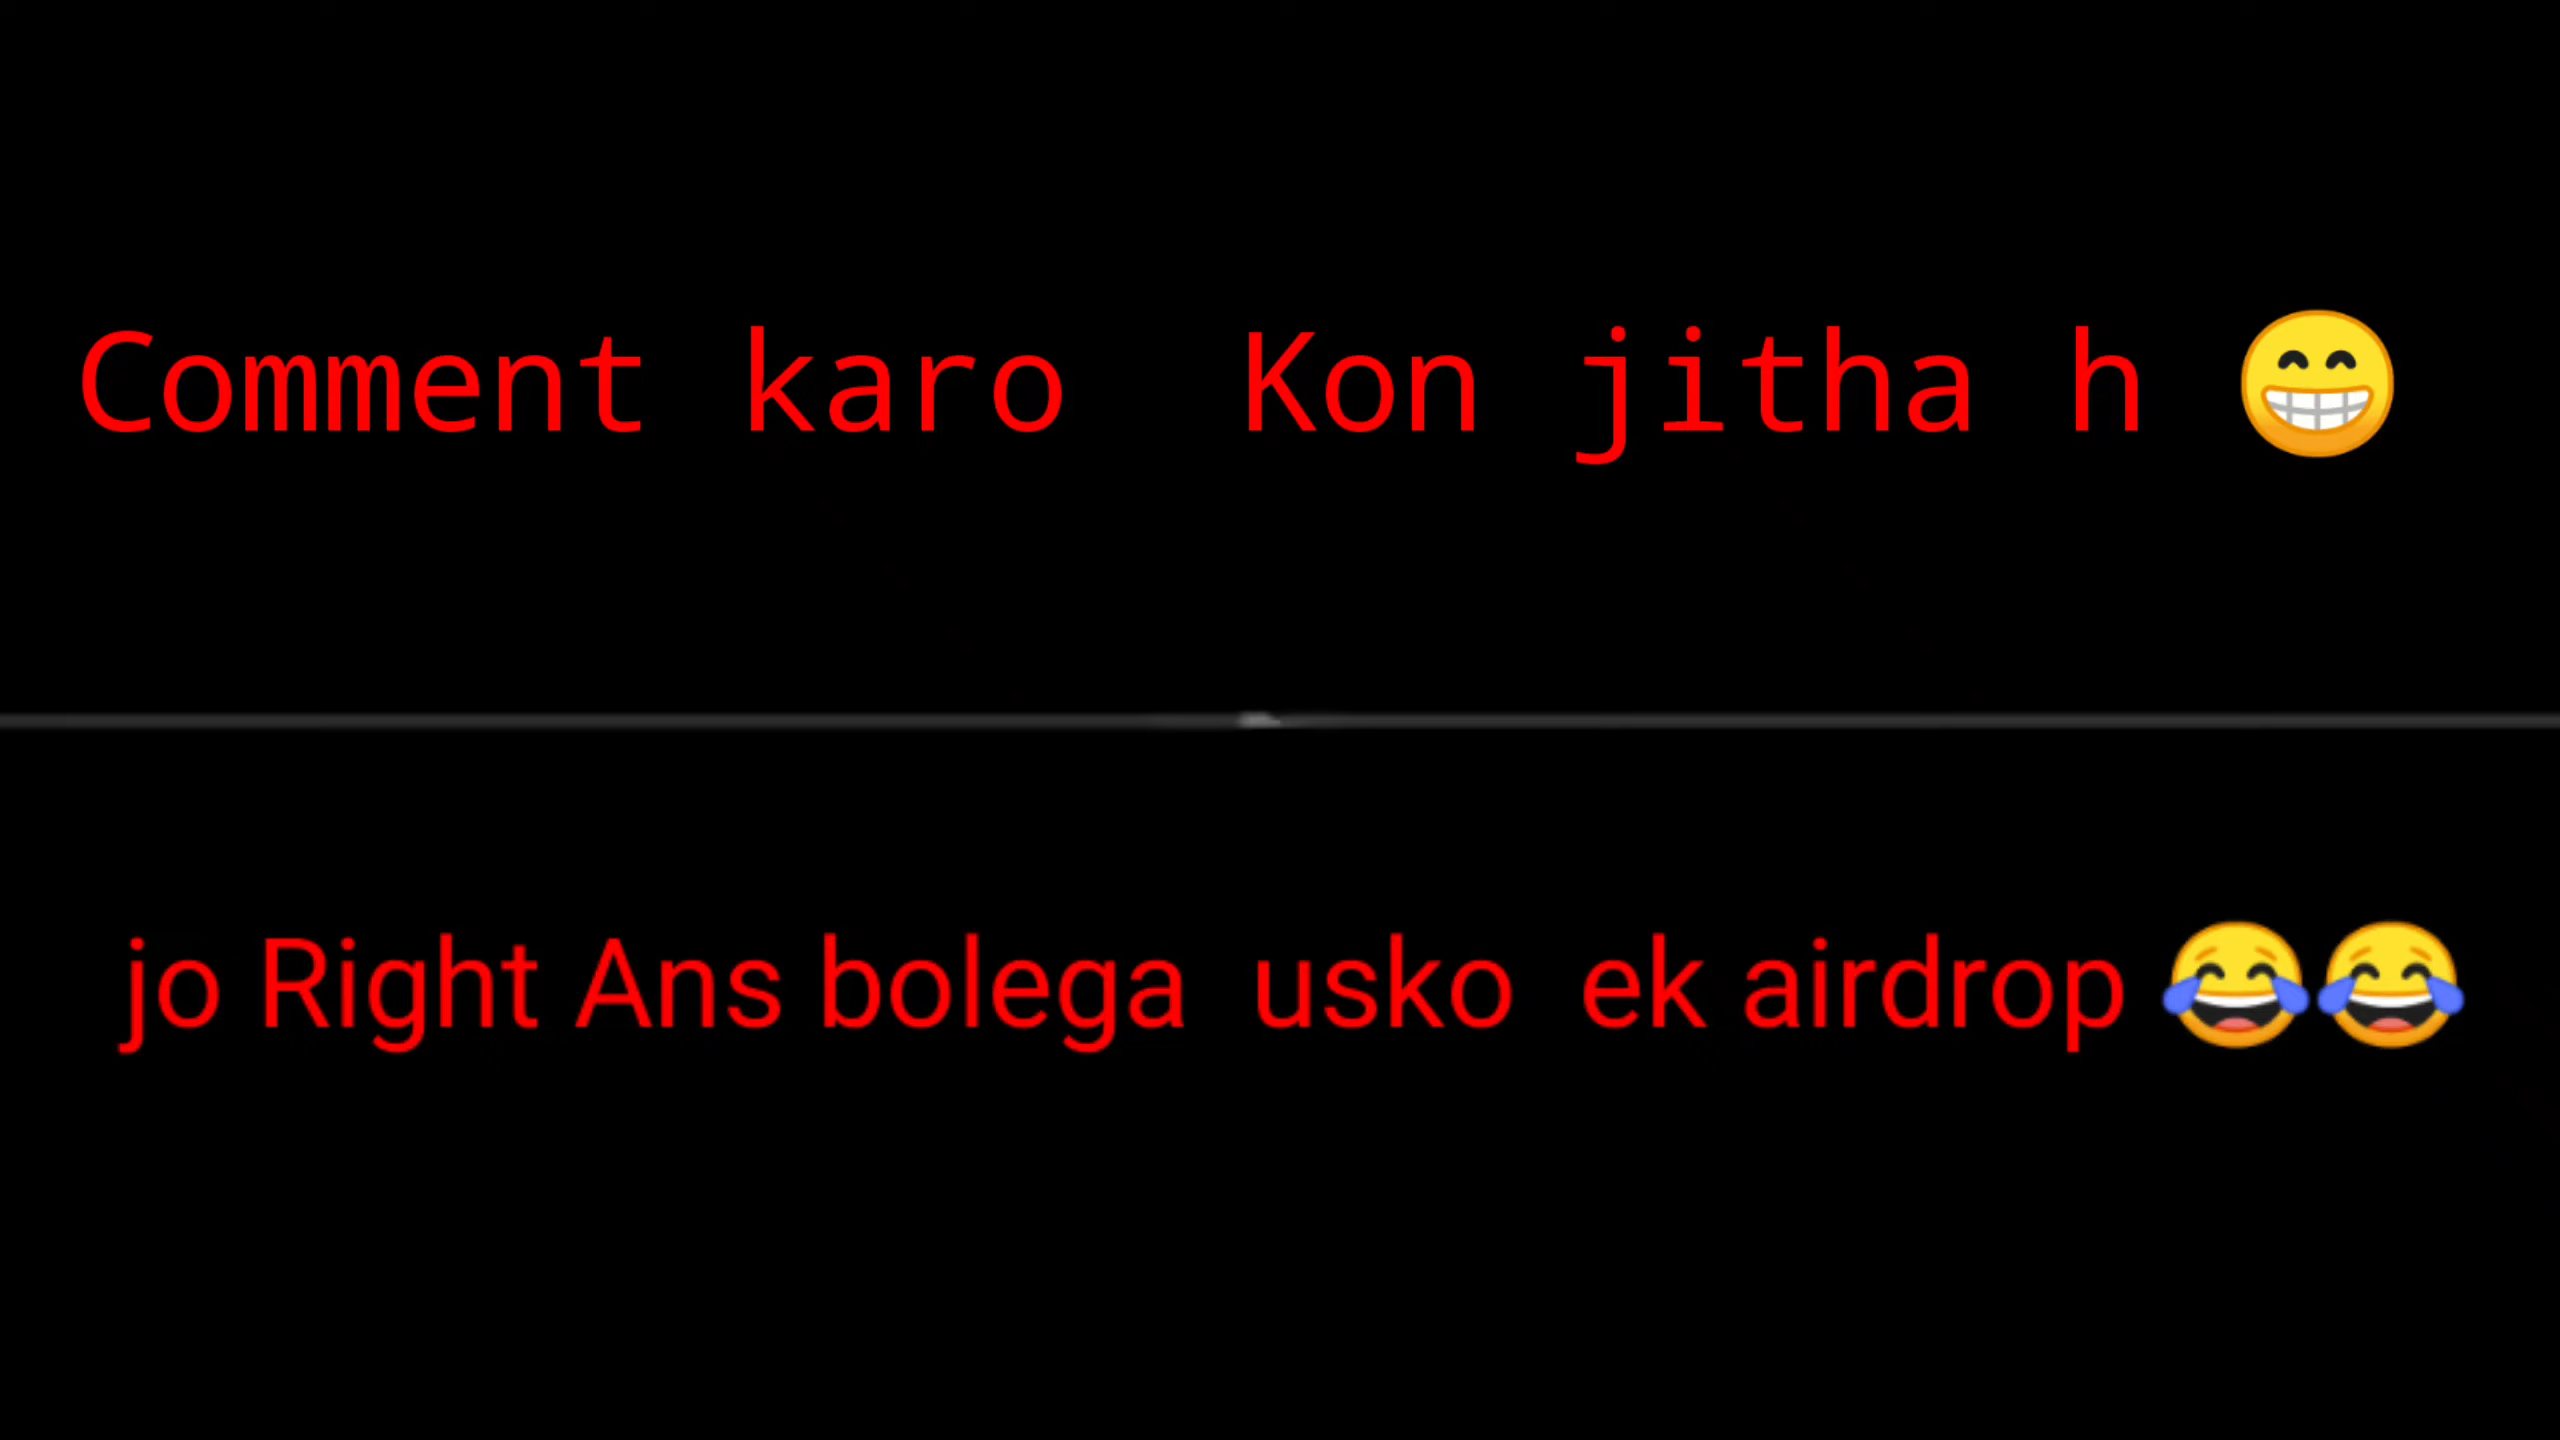 Comment karo  Kon jitha h 😁
jo Right Ans bolega  usko  ek airdrop 😂😂